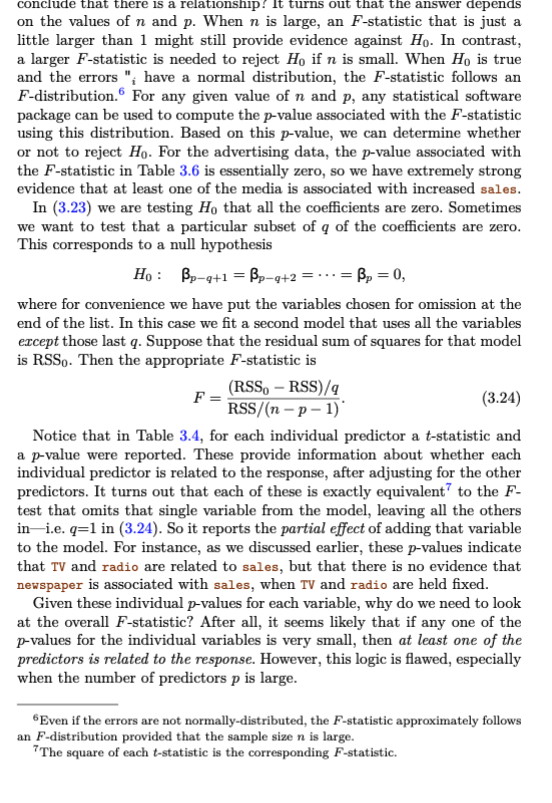 conclude that there is a relationship? It turns out that the answer depends
on the values of n and p. When n is large, an F-statistic that is just a
little larger than 1 might still provide evidence against H₀. In contrast,
a larger F-statistic is needed to reject H₀ if n is small. When H₀ is true
and the errors "ᵢ have a normal distribution, the F-statistic follows an
F-distribution.⁶ For any given value of n and p, any statistical software
package can be used to compute the p-value associated with the F-statistic
using this distribution. Based on this p-value, we can determine whether
or not to reject H₀. For the advertising data, the p-value associated with
the F-statistic in Table 3.6 is essentially zero, so we have extremely strong
evidence that at least one of the media is associated with increased sales.
In (3.23) we are testing H₀ that all the coefficients are zero. Sometimes
we want to test that a particular subset of q of the coefficients are zero.
This corresponds to a null hypothesis
H₀ : β_{p−q+1} = β_{p−q+2} = ⋯ = β_p = 0,
where for convenience we have put the variables chosen for omission at the
end of the list. In this case we fit a second model that uses all the variables
except those last q. Suppose that the residual sum of squares for that model
is RSS₀. Then the appropriate F-statistic is
F = (RSS₀ − RSS)/q / RSS/(n − p − 1). (3.24)
Notice that in Table 3.4, for each individual predictor a t-statistic and
a p-value were reported. These provide information about whether each
individual predictor is related to the response, after adjusting for the other
predictors. It turns out that each of these is exactly equivalent⁷ to the F-
test that omits that single variable from the model, leaving all the others
in—i.e. q=1 in (3.24). So it reports the partial effect of adding that variable
to the model. For instance, as we discussed earlier, these p-values indicate
that TV and radio are related to sales, but that there is no evidence that
newspaper is associated with sales, when TV and radio are held fixed.
Given these individual p-values for each variable, why do we need to look
at the overall F-statistic? After all, it seems likely that if any one of the
p-values for the individual variables is very small, then at least one of the
predictors is related to the response. However, this logic is flawed, especially
when the number of predictors p is large.
⁶Even if the errors are not normally-distributed, the F-statistic approximately follows
an F-distribution provided that the sample size n is large.
⁷The square of each t-statistic is the corresponding F-statistic.